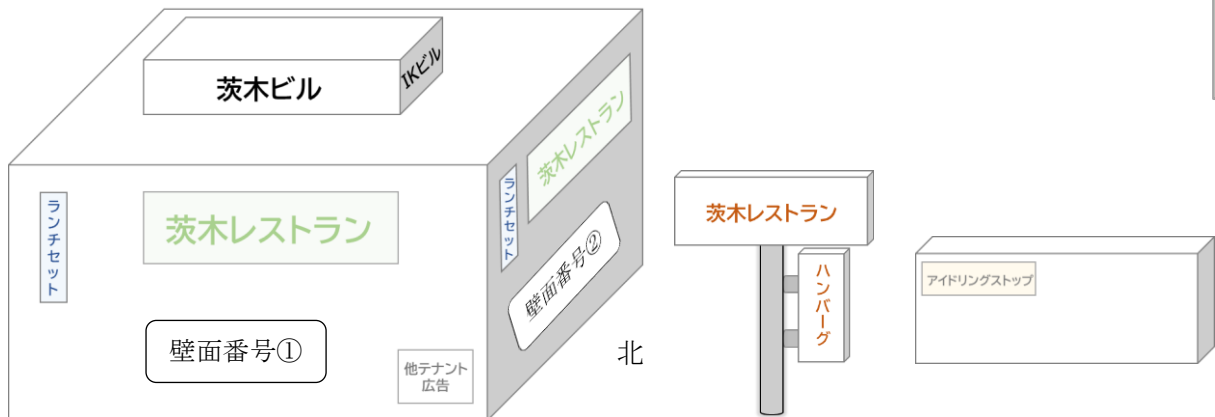 茨木ビル
IKビル
ランチセット
茨木レストラン
ランチセット
茨木レストラン
壁面番号①
壁面番号②
他テナント
広告
北
茨木レストラン
ハンバーグ
アイドリングストップ